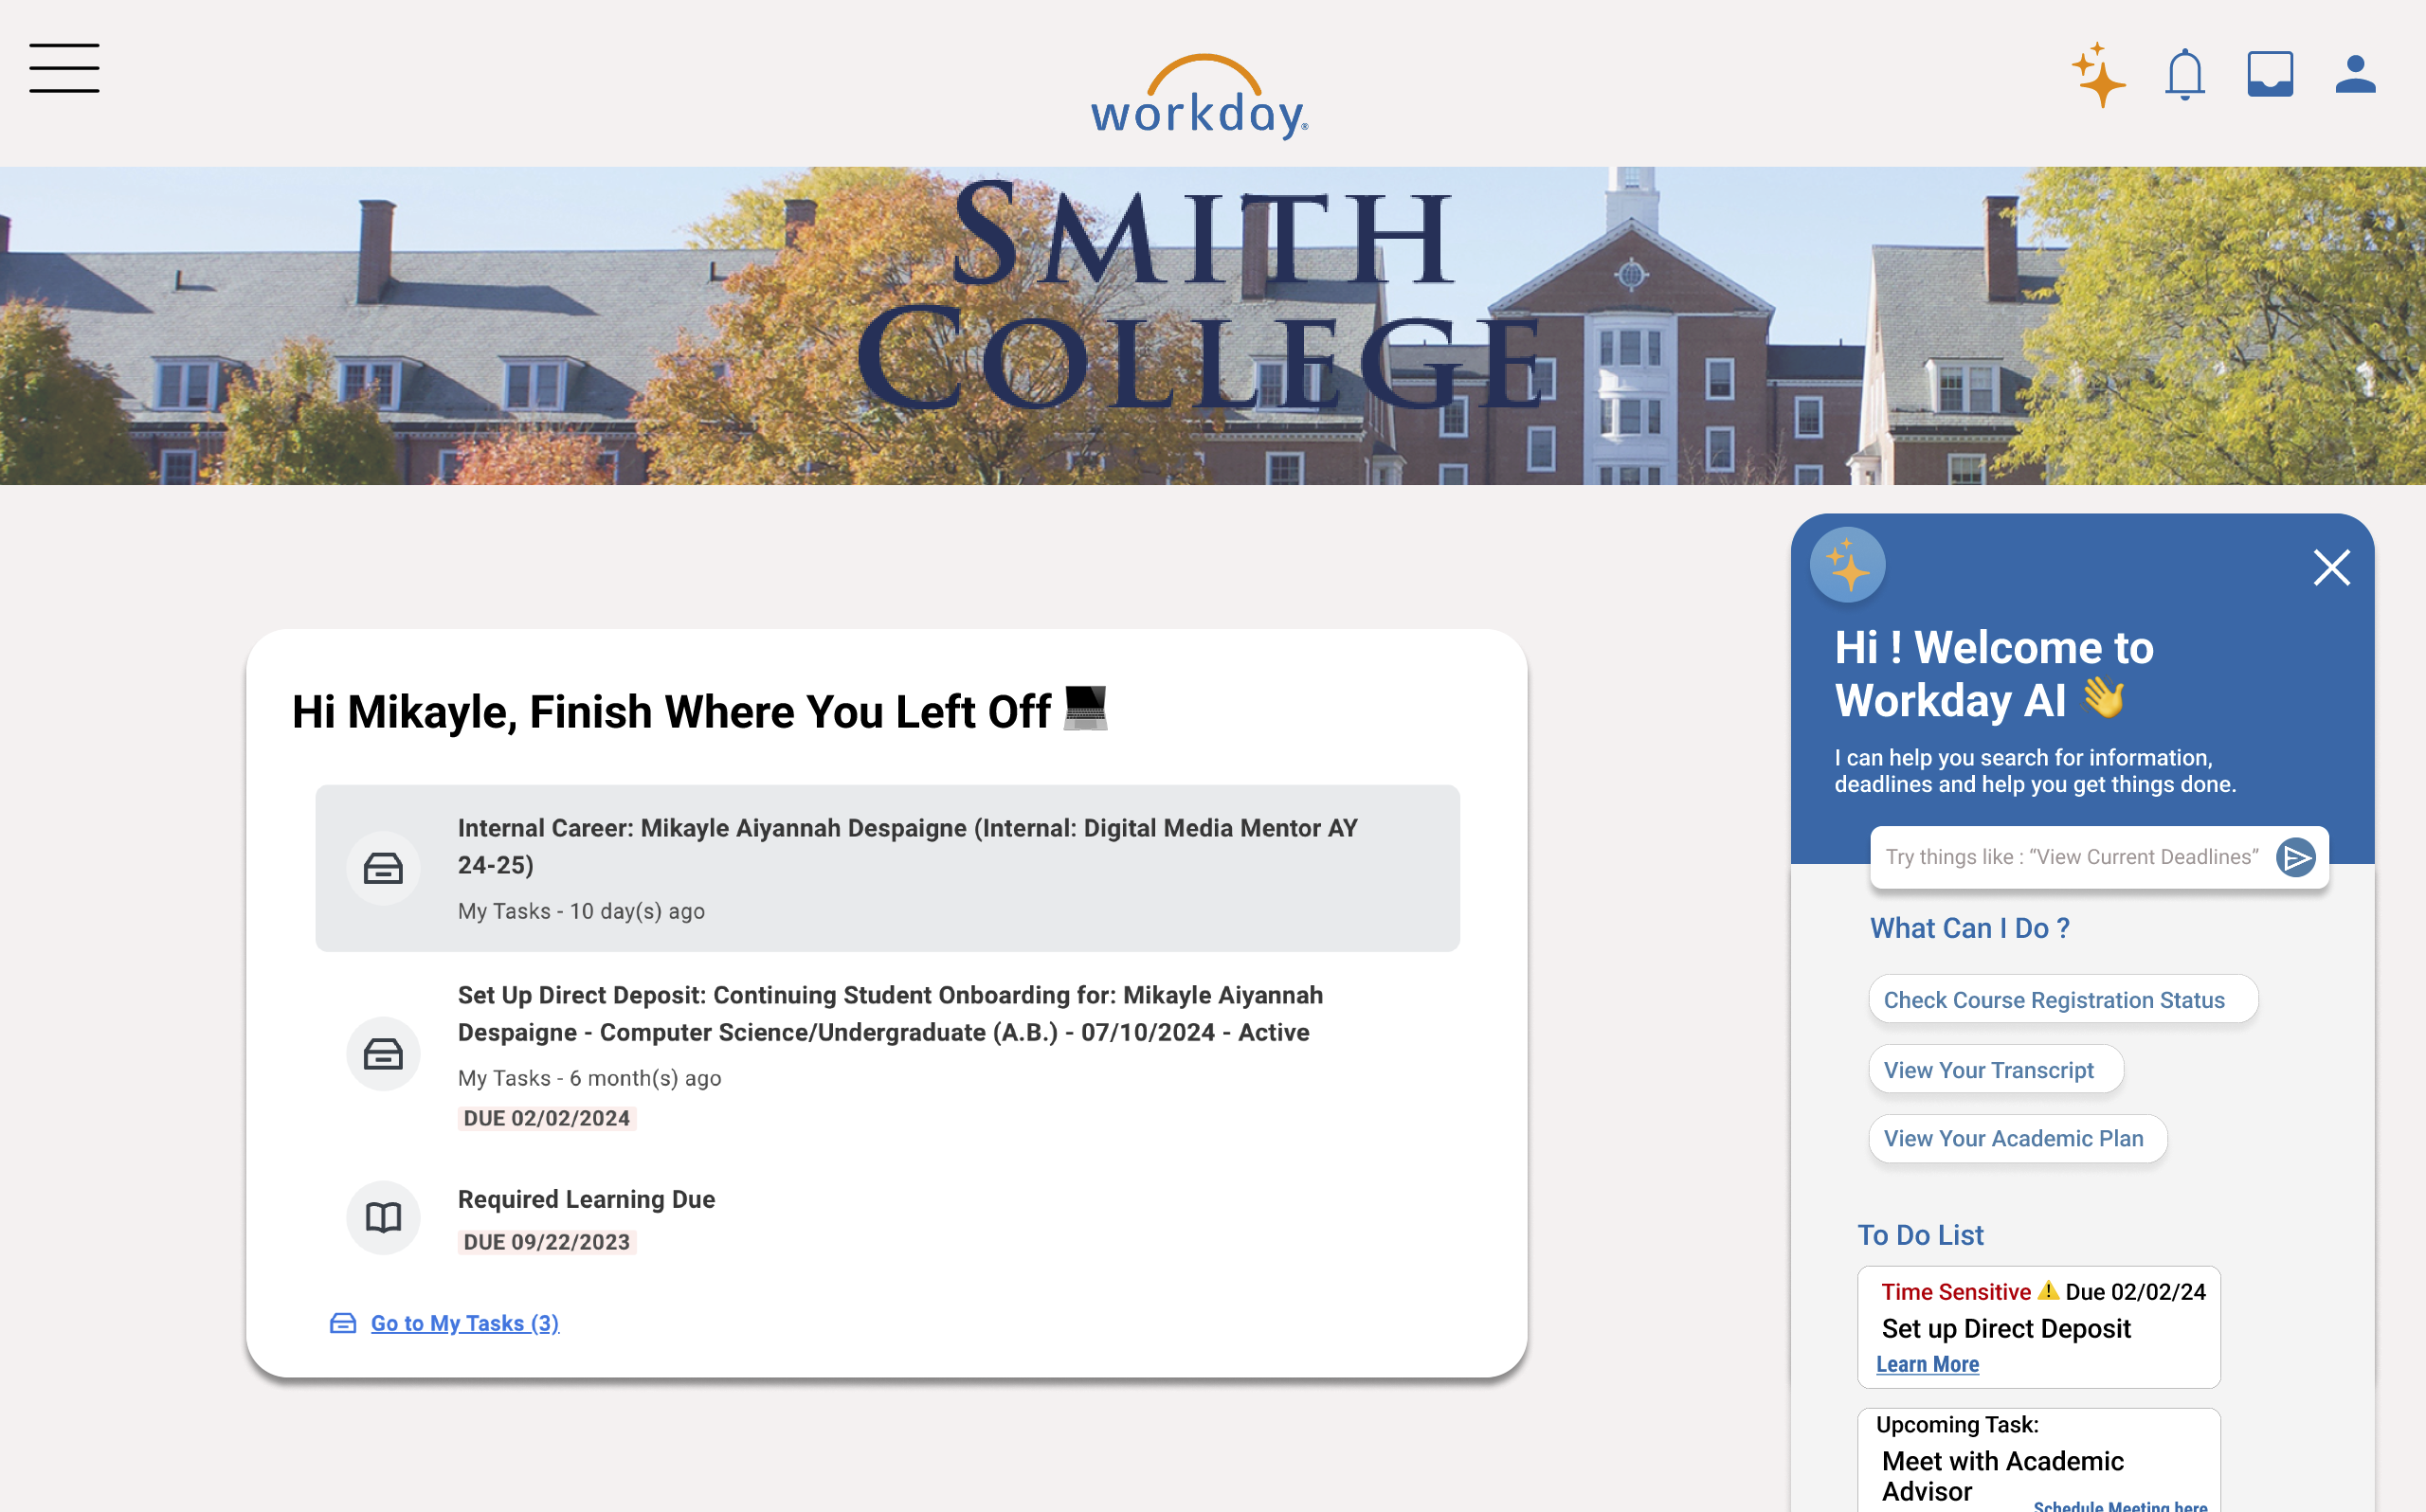 workday®
SMITH
COLLEGE
Hi Mikayle, Finish Where You Left Off
Internal Career: Mikayle Aiyannah Despaigne (Internal: Digital Media Mentor AY
24-25)
My Tasks - 10 day(s) ago
Set Up Direct Deposit: Continuing Student Onboarding for: Mikayle Aiyannah
Despaigne - Computer Science/Undergraduate (A.B.) - 07/10/2024 - Active
My Tasks - 6 month(s) ago
DUE 02/02/2024
Required Learning Due
DUE 09/22/2023
Go to My Tasks (3)
Hi ! Welcome to
Workday AI 👋
I can help you search for information,
deadlines and help you get things done.
Try things like : “View Current Deadlines”
What Can I Do ?
Check Course Registration Status
View Your Transcript
View Your Academic Plan
To Do List
Time Sensitive ⚠️ Due 02/02/24
Set up Direct Deposit
Learn More
Upcoming Task:
Meet with Academic
Advisor
Schedule Meeting here